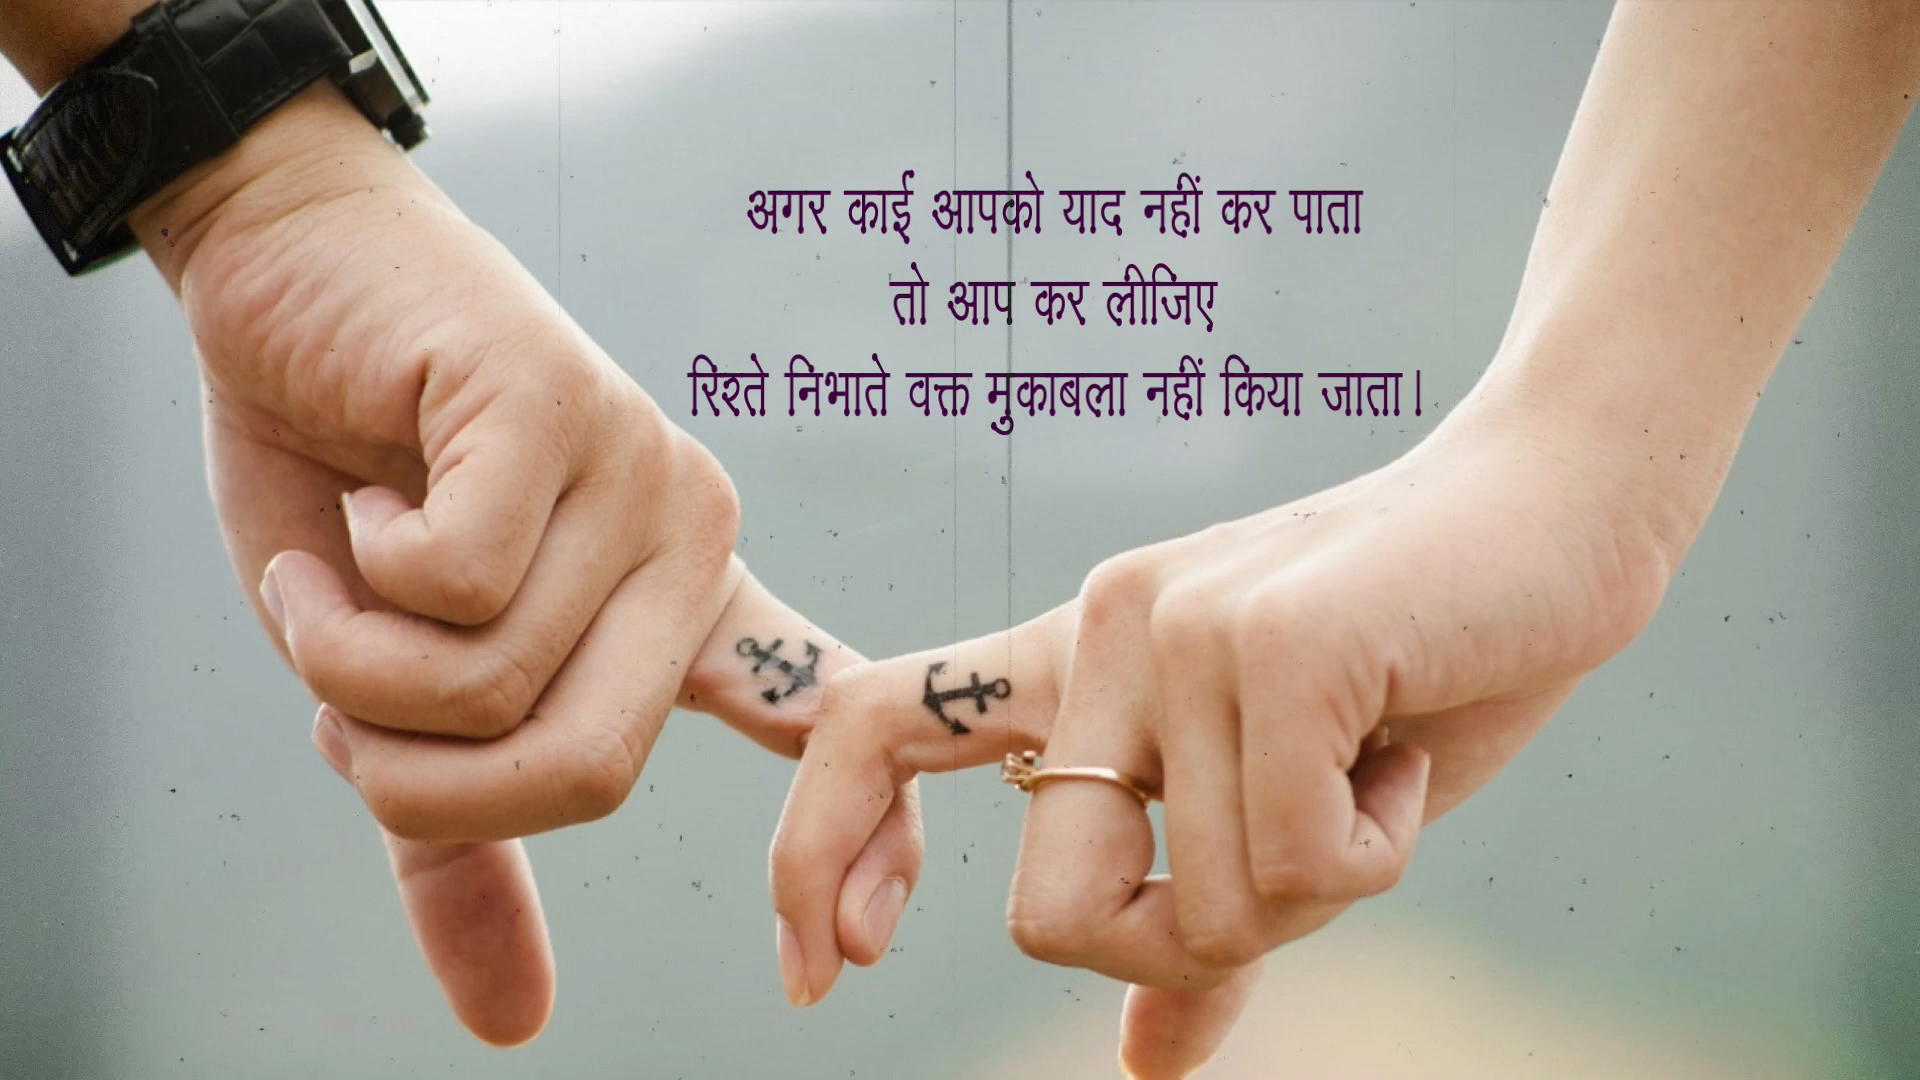 अगर काई आपको याद नहीं कर पाता
तो आप कर लीजिए
रिश्ते निभाते वक्त मुकाबला नहीं किया जाता।